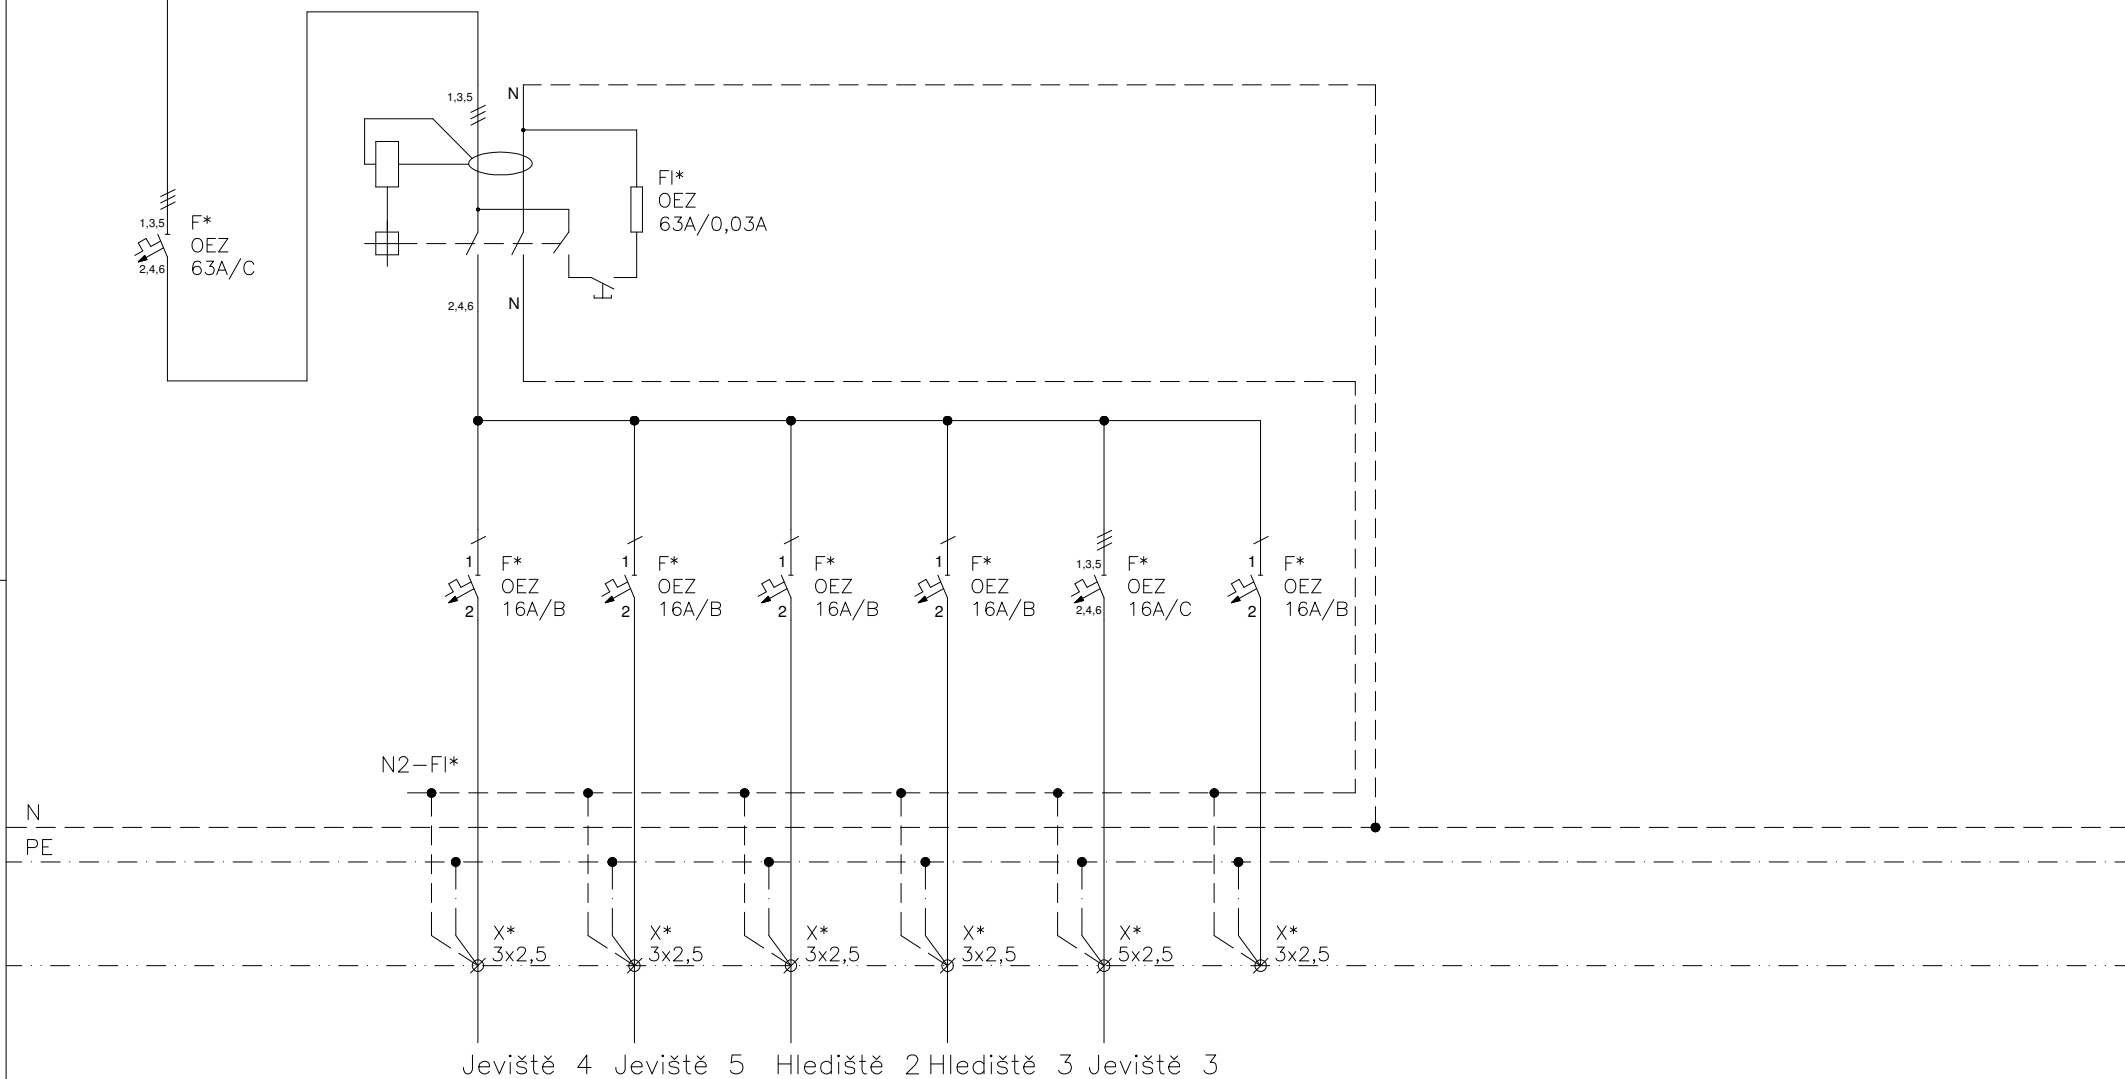 1,3,5
N
FI*
OEZ
63A/0,03A
1,3,5
F*
OEZ
63A/C
2,4,6
2,4,6
N
1
F*
OEZ
16A/B
2
1
F*
OEZ
16A/B
2
1
F*
OEZ
16A/B
2
1
F*
OEZ
16A/B
2
1,3,5
F*
OEZ
16A/C
2,4,6
1
F*
OEZ
16A/B
2
N2-FI*
N
PE
X*
3x2,5
X*
3x2,5
X*
3x2,5
X*
3x2,5
X*
5x2,5
X*
3x2,5
Jeviště 4
Jeviště 5
Hlediště 2
Hlediště 3
Jeviště 3